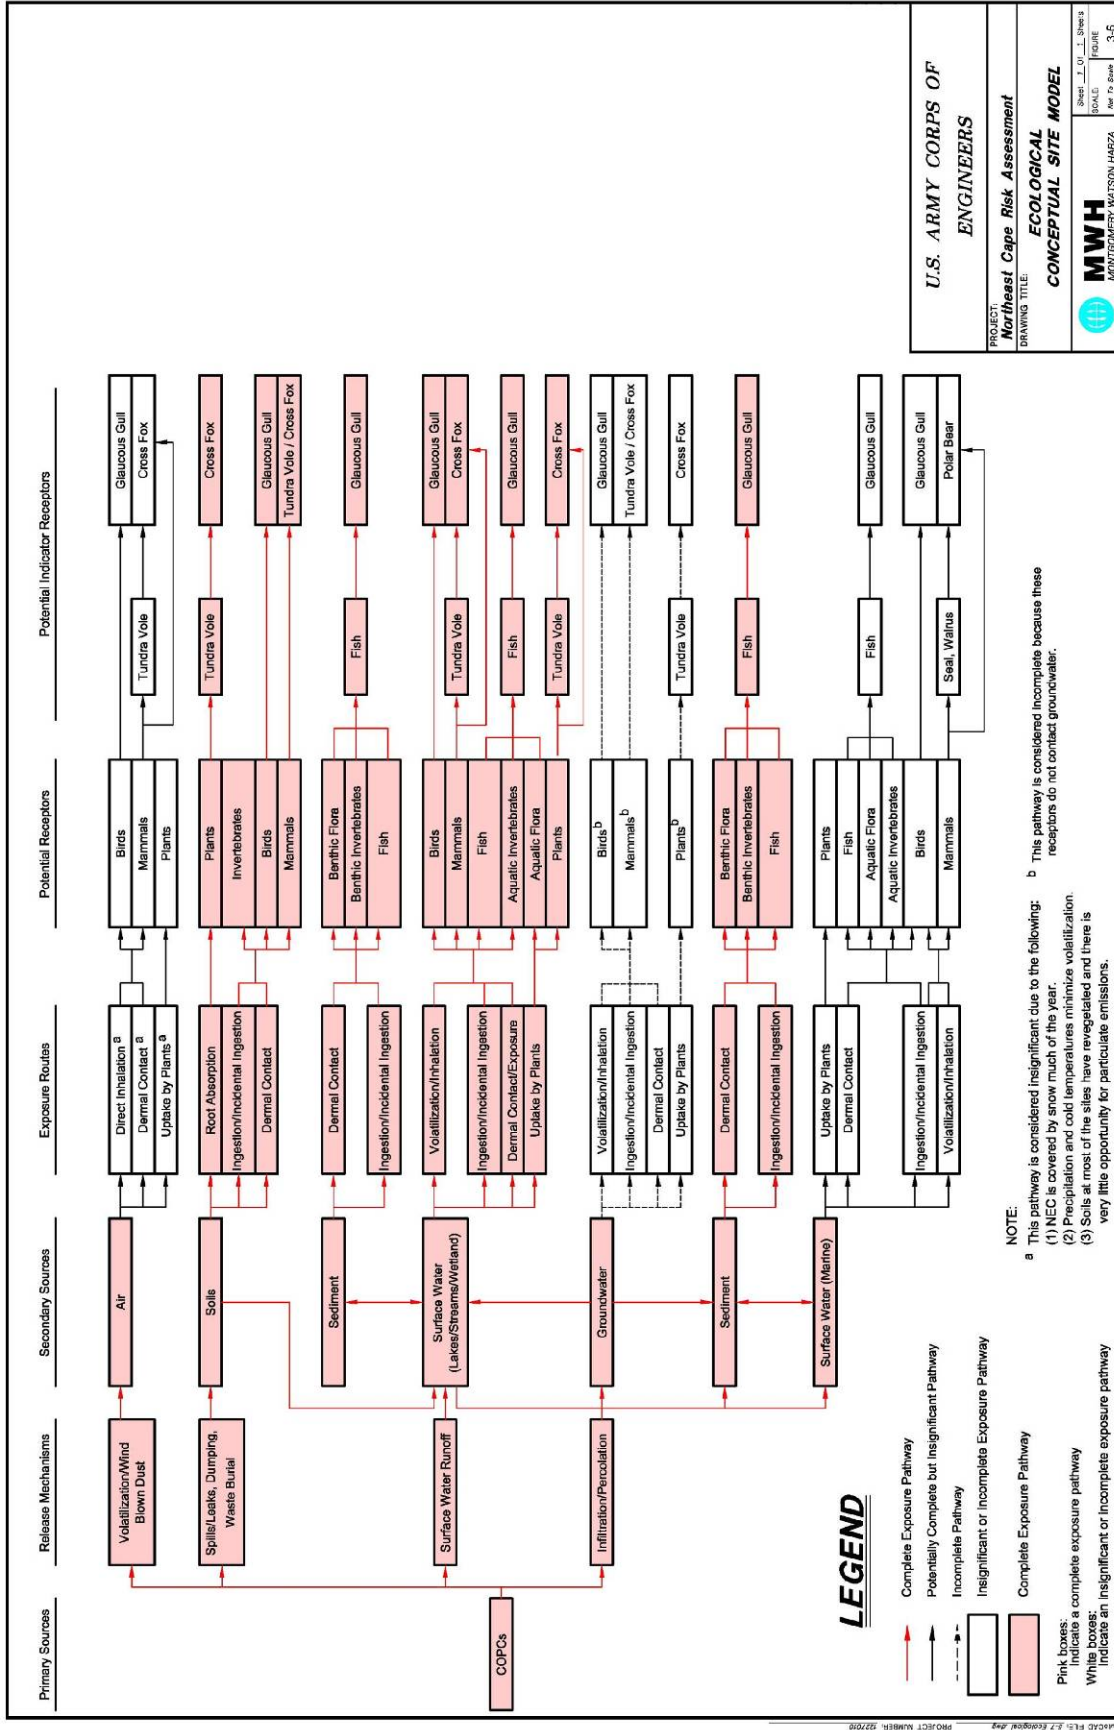 Primary Sources
Release Mechanisms
Secondary Sources
Exposure Routes
Potential Receptors
Potential Indicator Receptors
COPCs
Volatilization/Wind
Blown Dust
Spills/Leaks, Dumping,
Waste Burial
Surface Water Runoff
Infiltration/Percolation
Air
Direct Inhalation a
Dermal Contact a
Uptake by Plants a
Birds
Mammals
Plants
Tundra Vole
Glaucous Gull
Cross Fox
Soils
Root Absorption
Ingestion/Incidental Ingestion
Dermal Contact
Plants
Invertebrates
Birds
Mammals
Tundra Vole
Cross Fox
Glaucous Gull
Tundra Vole / Cross Fox
Sediment
Dermal Contact
Ingestion/Incidental Ingestion
Benthic Flora
Benthic Invertebrates
Fish
Fish
Glaucous Gull
Surface Water
(Lakes/Streams/Wetland)
Volatilization/Inhalation
Ingestion/Incidental Ingestion
Dermal Contact/Exposure
Uptake by Plants
Birds
Mammals
Fish
Aquatic Invertebrates
Aquatic Flora
Plants
Tundra Vole
Fish
Tundra Vole
Glaucous Gull
Cross Fox
Glaucous Gull
Cross Fox
Groundwater
Volatilization/Inhalation
Ingestion/Incidental Ingestion
Dermal Contact
Uptake by Plants
Birds b
Mammals b
Plants b
Tundra Vole
Glaucous Gull
Tundra Vole / Cross Fox
Cross Fox
Sediment
Dermal Contact
Ingestion/Incidental Ingestion
Benthic Flora
Benthic Invertebrates
Fish
Fish
Glaucous Gull
Surface Water (Marine)
Uptake by Plants
Dermal Contact
Ingestion/Incidental Ingestion
Volatilization/Inhalation
Plants
Fish
Aquatic Flora
Aquatic Invertebrates
Birds
Mammals
Fish
Seal, Walrus
Glaucous Gull
Glaucous Gull
Polar Bear
LEGEND
Complete Exposure Pathway
Potentially Complete but Insignificant Pathway
Incomplete Pathway
Insignificant or Incomplete Exposure Pathway
Complete Exposure Pathway
Pink boxes:
Indicate a complete exposure pathway
White boxes:
Indicate an insignificant or incomplete exposure pathway
NOTE:
a This pathway is considered insignificant due to the following:
(1) NEC is covered by snow much of the year.
(2) Precipitation and cold temperatures minimize volatilization.
(3) Soils at most of the sites have revegetated and there is
very little opportunity for particulate emissions.
b This pathway is considered incomplete because these
receptors do not contact groundwater.
U.S. ARMY CORPS OF
ENGINEERS
PROJECT:
Northeast Cape Risk Assessment
DRAWING TITLE:
ECOLOGICAL
CONCEPTUAL SITE MODEL
MWH
MONTGOMERY WATSON HARZA
Sheet 1 Of 1 Sheets
SCALE:
Not To Scale
FIGURE
3-5
PROJECT NUMBER: 1227010